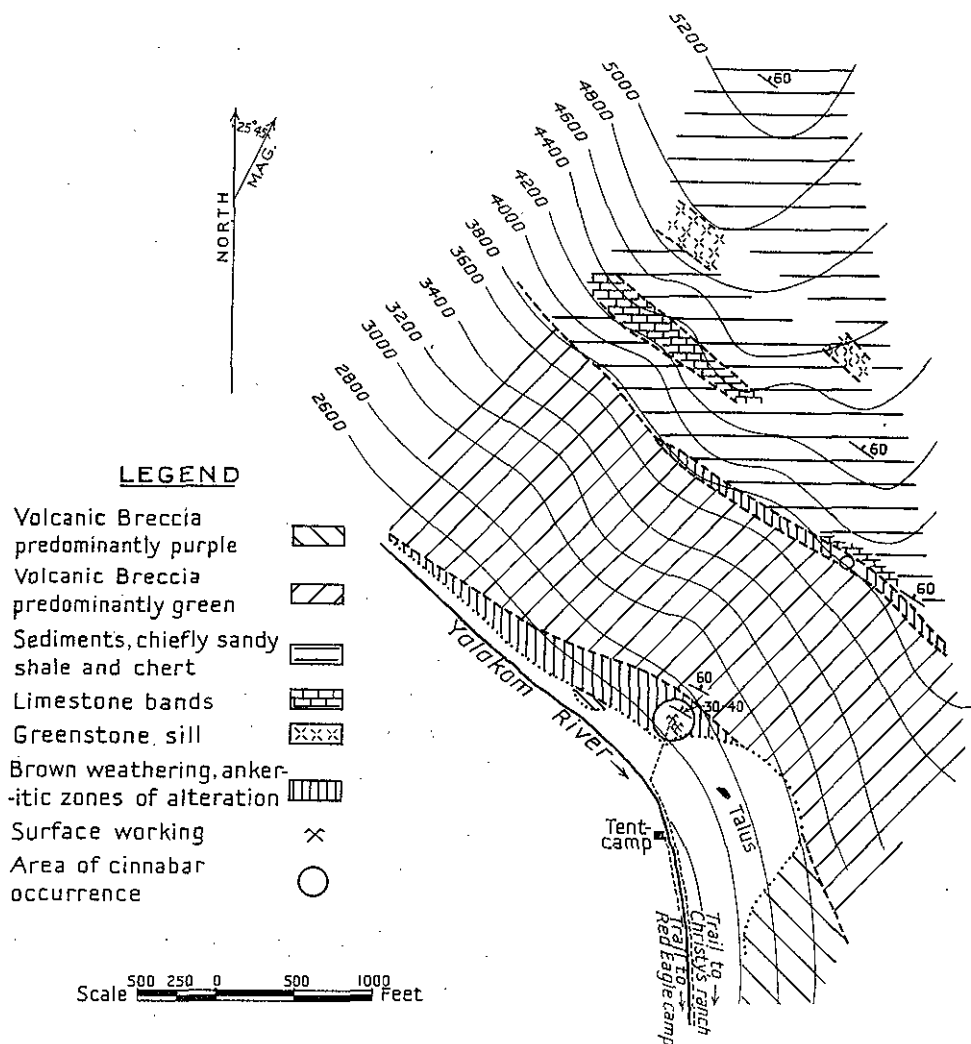 5200
5000
4800
4600
4400
4200
4000
3800
3600
3400
3200
3000
2800
2600
60
25°45'
MAG.
NORTH
60
60
60
30-40
Yalakom
River
Talus
Tent-
camp
Trail to
Christy's ranch
Trail to
Red Eagle camp
LEGEND
Volcanic Breccia
predominantly purple
Volcanic Breccia
predominantly green
Sediments, chiefly sandy
shale and chert
Limestone bands
Greenstone sill
Brown weathering, anker-
-itic zones of alteration
Surface working
Area of cinnabar
occurrence
Scale 500 250 0 500 1000 Feet